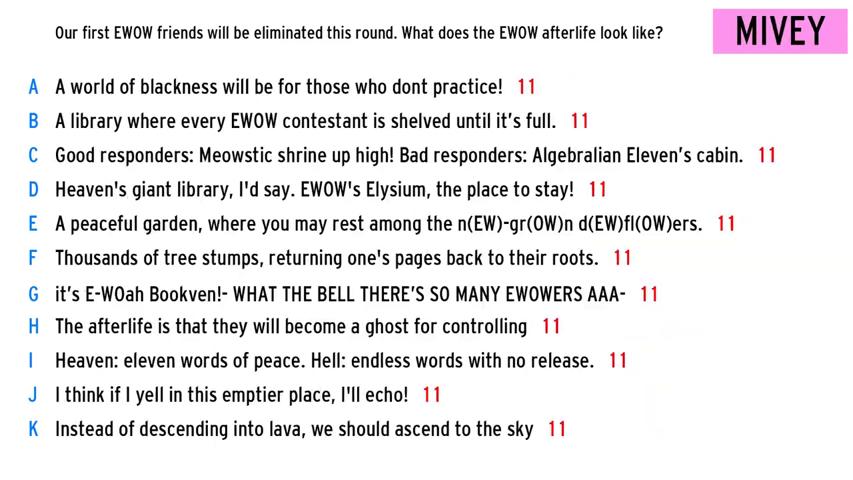 Our first EWOW friends will be eliminated this round. What does the EWOW afterlife look like?
MIVEY
A A world of blackness will be for those who dont practice! 11
B A library where every EWOW contestant is shelved until it’s full. 11
C Good responders: Meowstic shrine up high! Bad responders: Algebralian Eleven’s cabin. 11
D Heaven's giant library, I'd say. EWOW's Elysium, the place to stay! 11
E A peaceful garden, where you may rest among the n(EW)-gr(OW)n d(EW)fl(OW)ers. 11
F Thousands of tree stumps, returning one's pages back to their roots. 11
G it’s E-WOah Bookven!- WHAT THE BELL THERE’S SO MANY EWOWERS AAA- 11
H The afterlife is that they will become a ghost for controlling 11
I Heaven: eleven words of peace. Hell: endless words with no release. 11
J I think if I yell in this emptier place, I'll echo! 11
K Instead of descending into lava, we should ascend to the sky 11